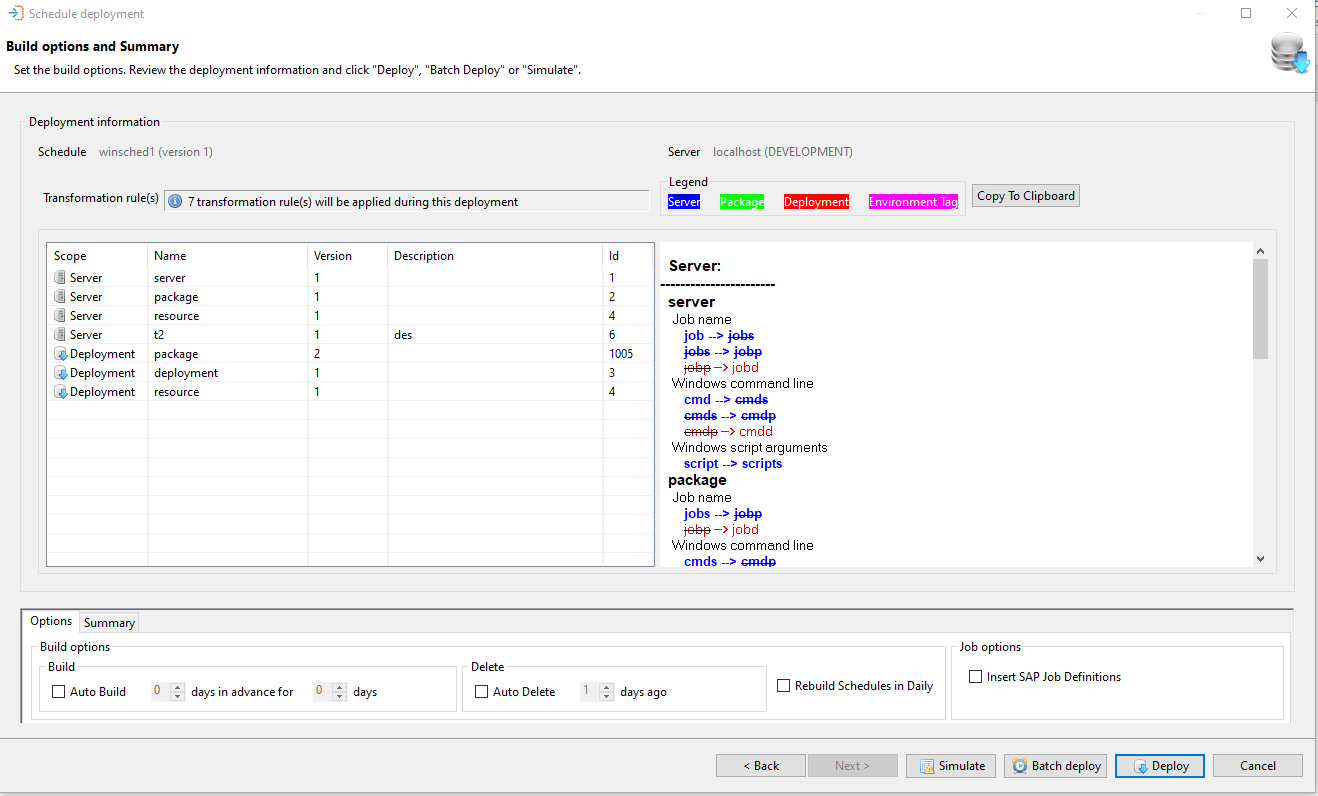 Schedule deployment
Build options and Summary
Set the build options. Review the deployment information and click "Deploy", "Batch Deploy" or "Simulate".
Deployment information
Schedule winsched1 (version 1)
Server localhost (DEVELOPMENT)
Transformation rule(s) 7 transformation rule(s) will be applied during this deployment
Legend
Server Package Deployment Environment Tag
Copy To Clipboard
Scope Name Version Description Id
Server server 1 1
Server package 1 2
Server resource 1 4
Server t2 1 des 6
Deployment package 2 1005
Deployment deployment 1 3
Deployment resource 1 4
Server:
-----------------------
server
Job name
job --> jobs
jobs --> jobp
jobp --> jobd
Windows command line
cmd --> cmds
cmds --> cmdp
cmdp --> cmdd
Windows script arguments
script --> scripts
package
Job name
jobs --> jobp
jobp --> jobd
Windows command line
cmds --> cmdp
Options Summary
Build options
Build
Auto Build 0 days in advance for 0 days
Delete
Auto Delete 1 days ago
Rebuild Schedules in Daily
Job options
Insert SAP Job Definitions
< Back Next > Simulate Batch deploy Deploy Cancel